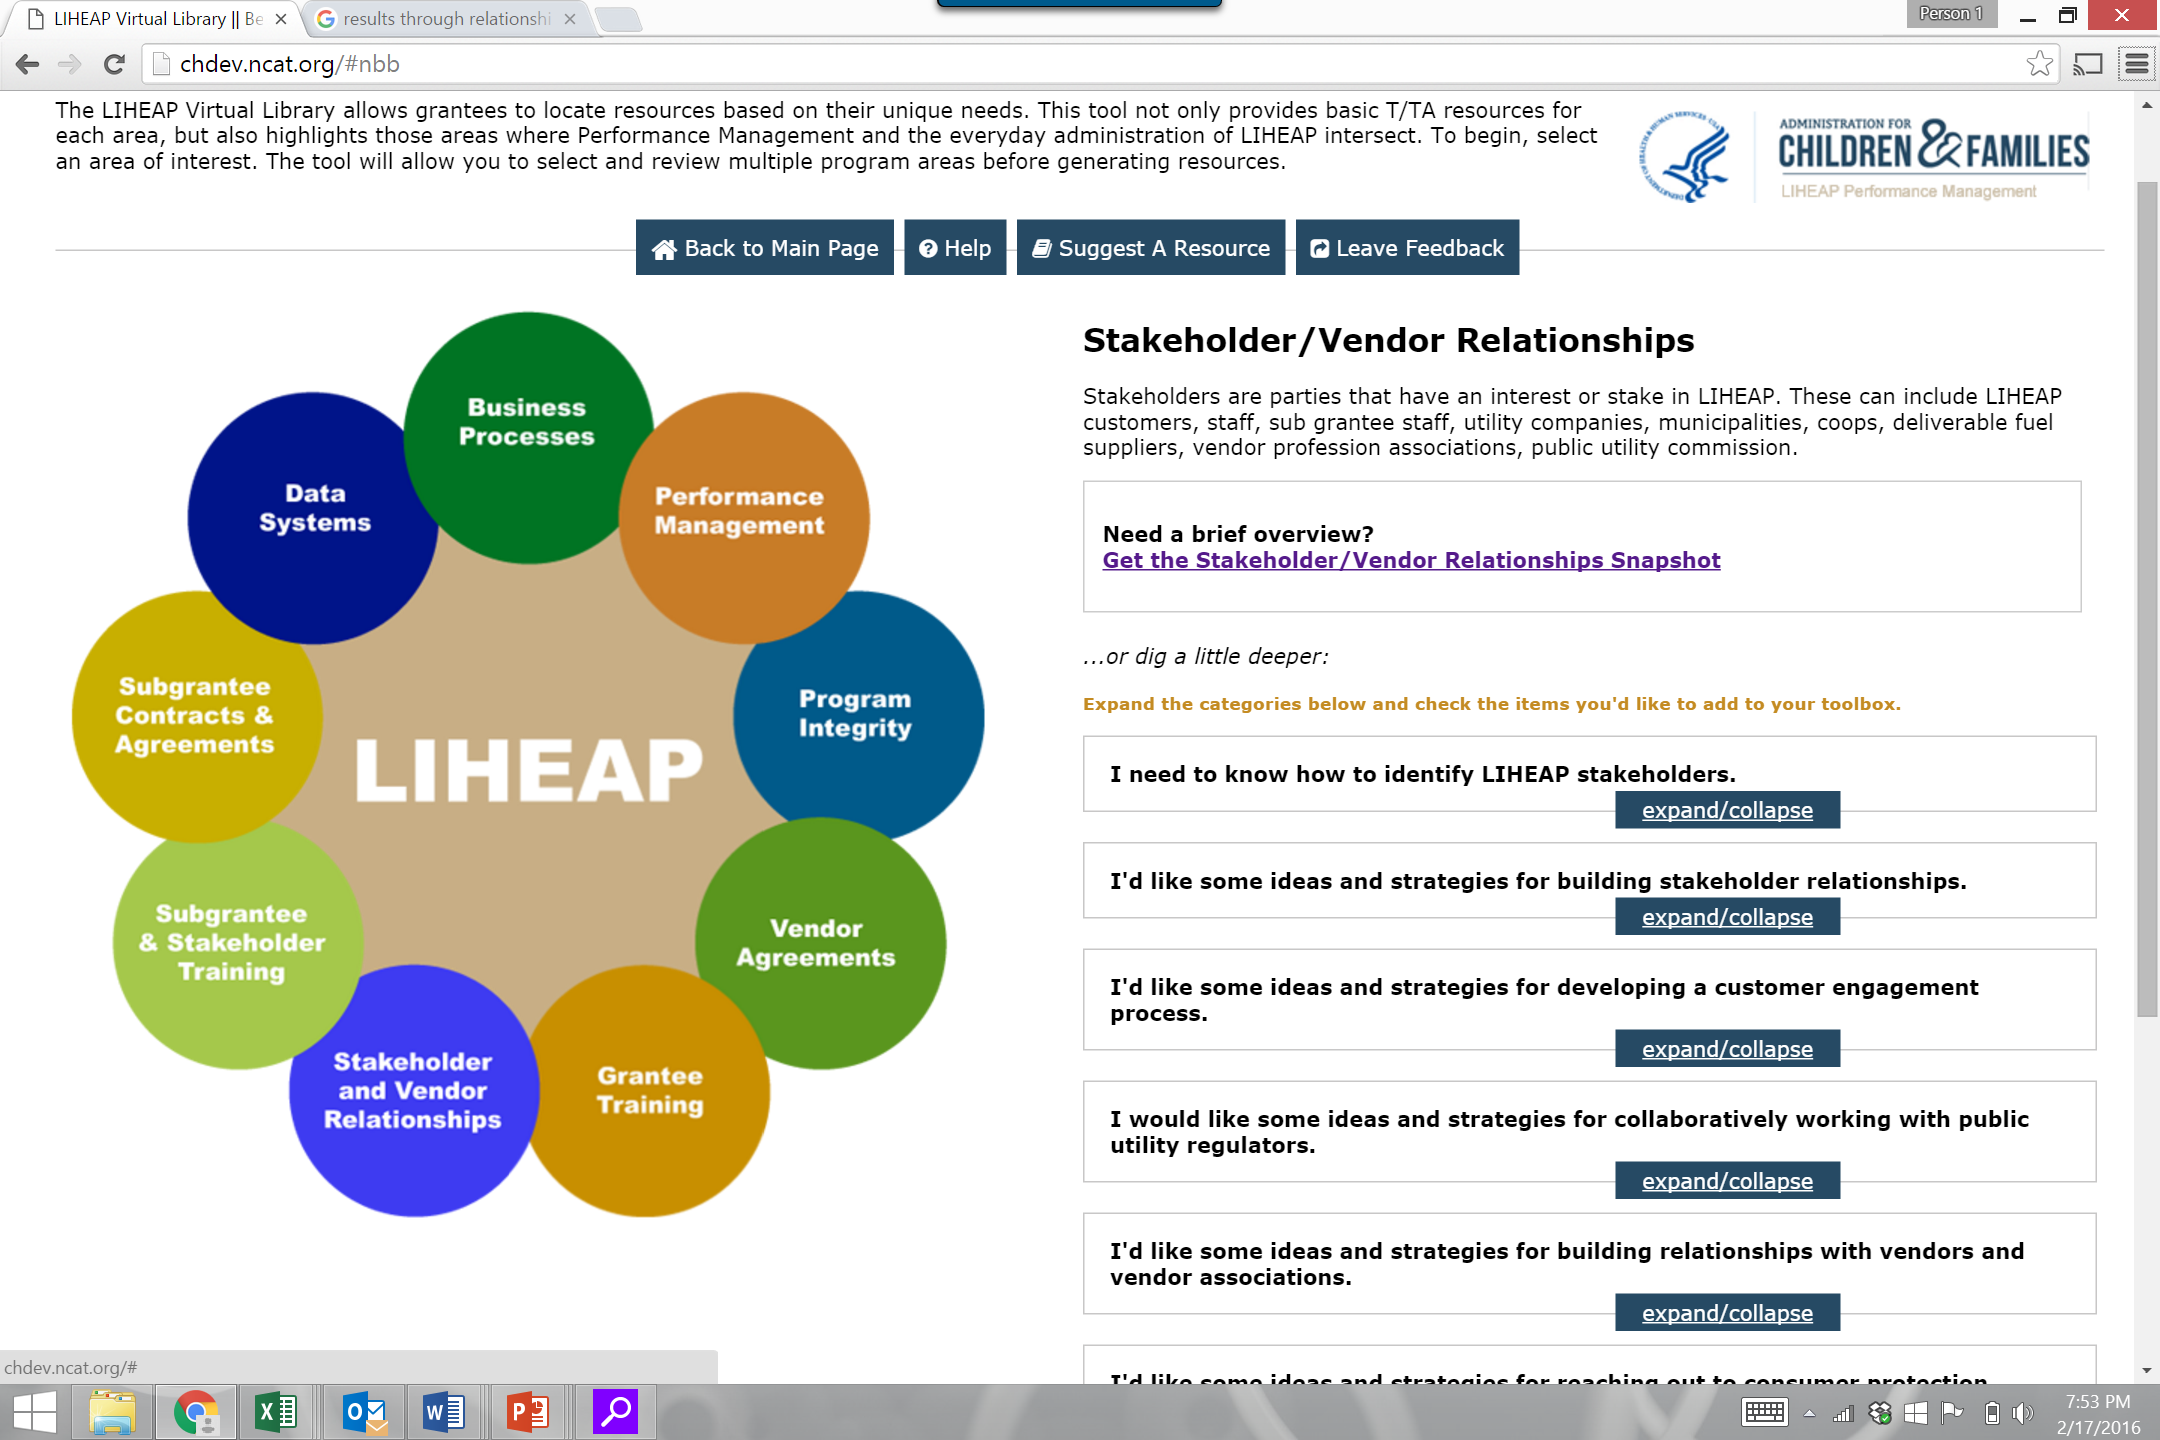 LIHEAP Virtual Library || Be
results through relationshi
Person 1
chdev.ncat.org/#nbb
The LIHEAP Virtual Library allows grantees to locate resources based on their unique needs. This tool not only provides basic T/TA resources for
each area, but also highlights those areas where Performance Management and the everyday administration of LIHEAP intersect. To begin, select
an area of interest. The tool will allow you to select and review multiple program areas before generating resources.
ADMINISTRATION FOR
CHILDREN & FAMILIES
LIHEAP Performance Management
Back to Main Page
Help
Suggest A Resource
Leave Feedback
Business
Processes
Data
Systems
Performance
Management
Subgrantee
Contracts &
Agreements
Program
Integrity
LIHEAP
Subgrantee
& Stakeholder
Training
Vendor
Agreements
Stakeholder
and Vendor
Relationships
Grantee
Training
Stakeholder/Vendor Relationships
Stakeholders are parties that have an interest or stake in LIHEAP. These can include LIHEAP
customers, staff, sub grantee staff, utility companies, municipalities, coops, deliverable fuel
suppliers, vendor profession associations, public utility commission.
Need a brief overview?
Get the Stakeholder/Vendor Relationships Snapshot
...or dig a little deeper:
Expand the categories below and check the items you'd like to add to your toolbox.
I need to know how to identify LIHEAP stakeholders.
expand/collapse
I'd like some ideas and strategies for building stakeholder relationships.
expand/collapse
I'd like some ideas and strategies for developing a customer engagement
process.
expand/collapse
I would like some ideas and strategies for collaboratively working with public
utility regulators.
expand/collapse
I'd like some ideas and strategies for building relationships with vendors and
vendor associations.
expand/collapse
I'd like some ideas and strategies for reaching out to consumer protection
chdev.ncat.org/#
7:53 PM
2/17/2016